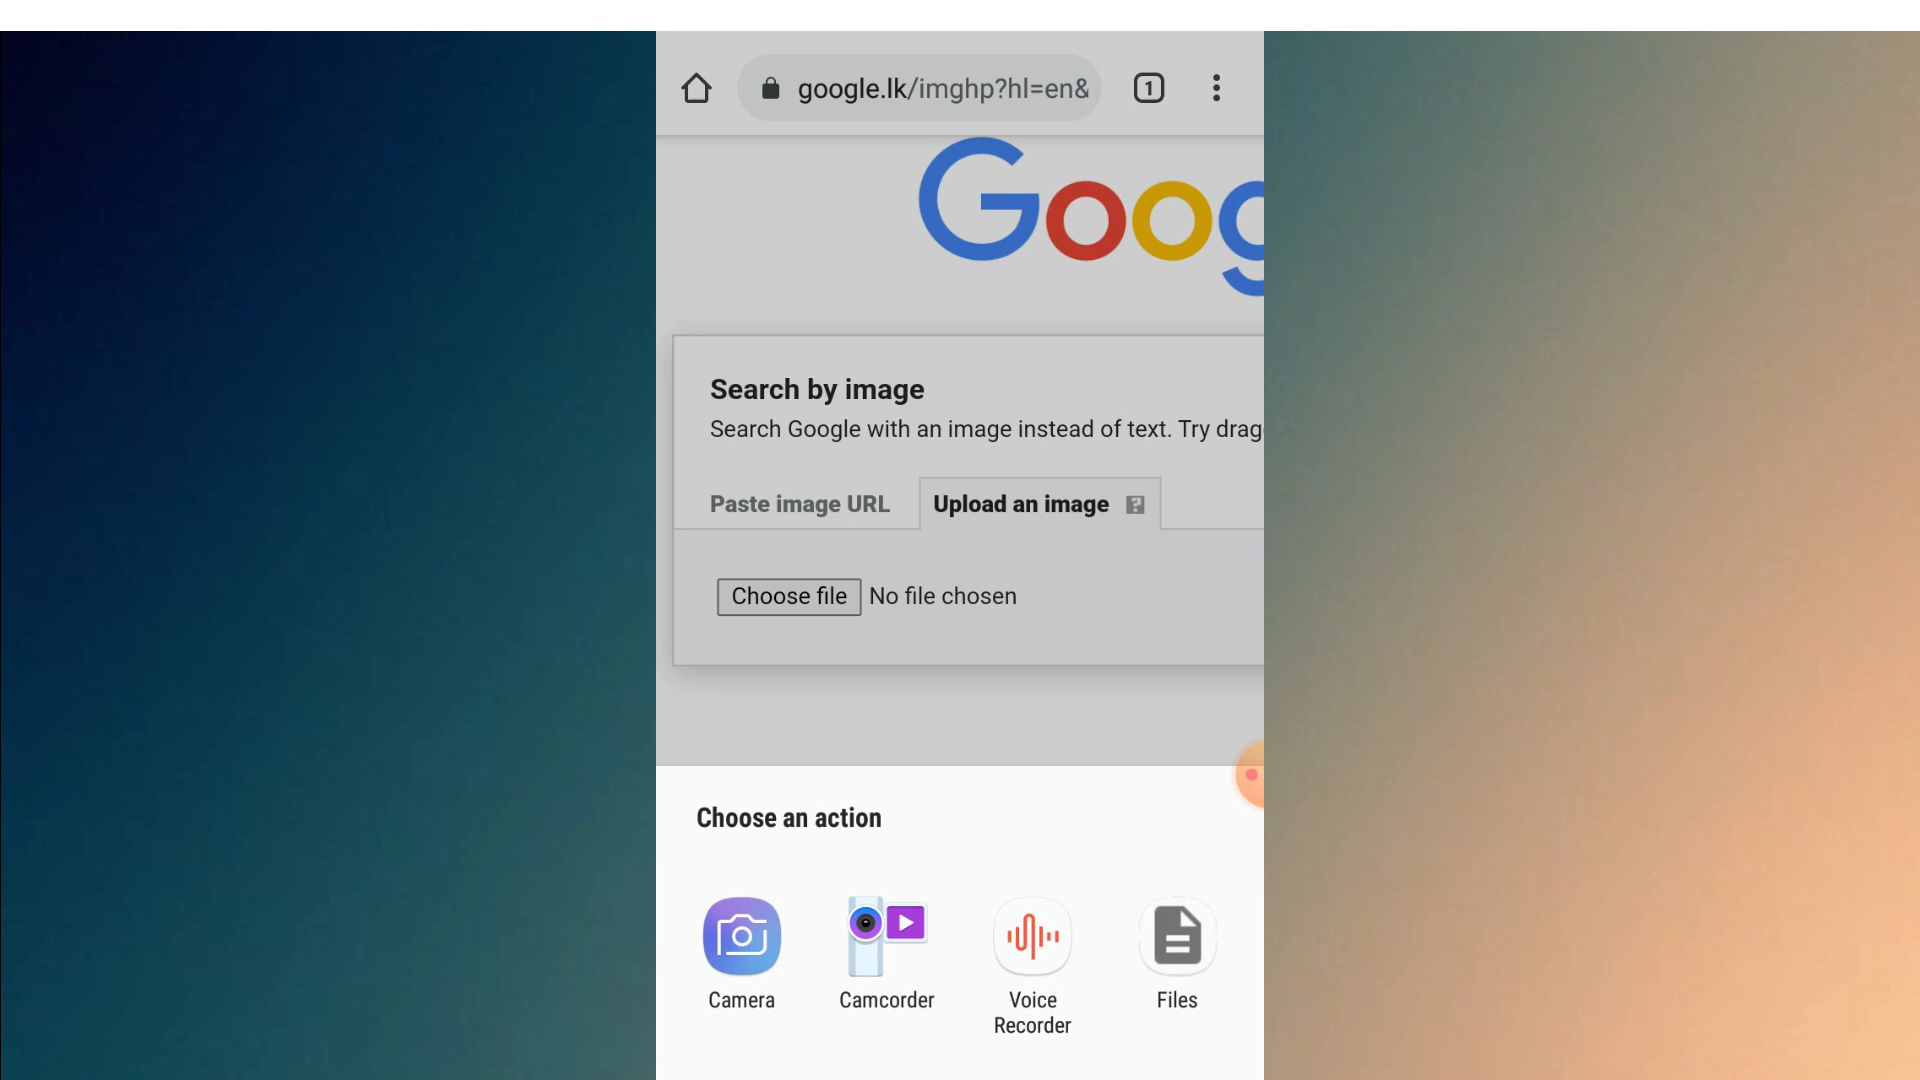 google.lk/imghp?hl=en&
1
Goog
Search by image
Search Google with an image instead of text. Try drag
Paste image URL
Upload an image ?
Choose file No file chosen
Choose an action
Camera
Camcorder
Voice
Recorder
Files